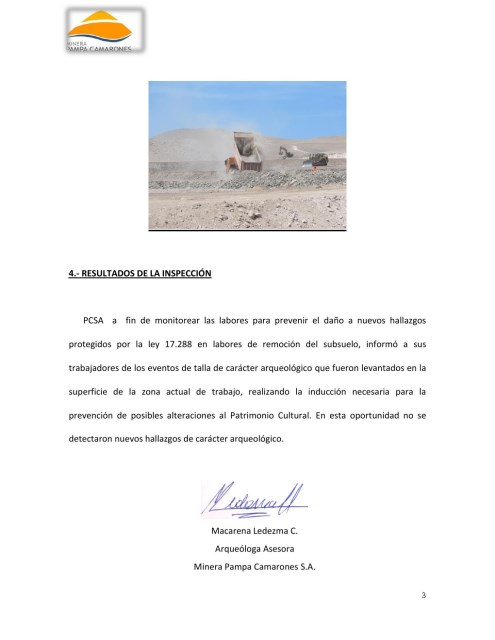 MINERA
PAMPA CAMARONES
4.- RESULTADOS DE LA INSPECCIÓN
PCSA a fin de monitorear las labores para prevenir el daño a nuevos hallazgos
protegidos por la ley 17.288 en labores de remoción del subsuelo, informó a sus
trabajadores de los eventos de talla de carácter arqueológico que fueron levantados en la
superficie de la zona actual de trabajo, realizando la inducción necesaria para la
prevención de posibles alteraciones al Patrimonio Cultural. En esta oportunidad no se
detectaron nuevos hallazgos de carácter arqueológico.
Macarena Ledezma C.
Arqueóloga Asesora
Minera Pampa Camarones S.A.
3